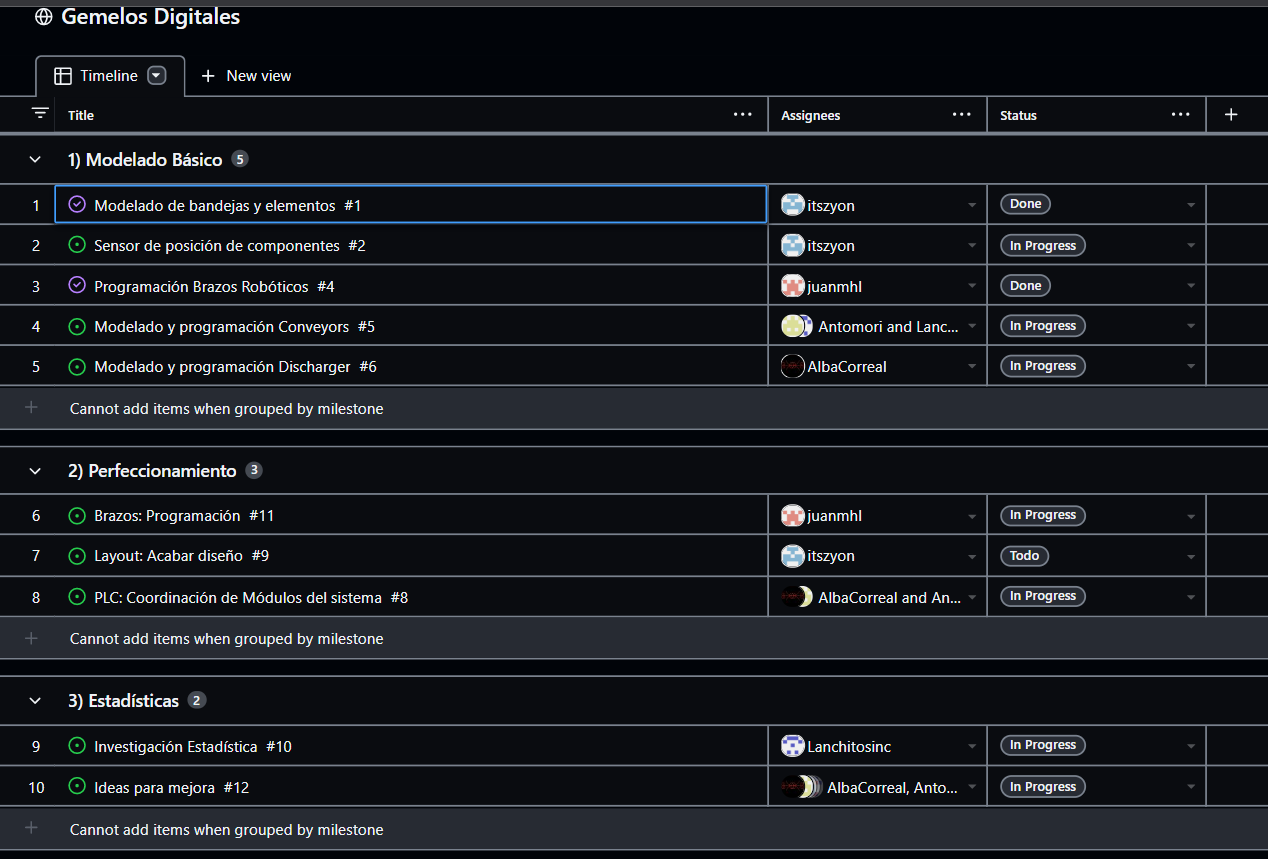 Gemelos Digitales
Timeline New view
Title Assignees Status
1) Modelado Básico 5
1 Modelado de bandejas y elementos #1 itszyon Done
2 Sensor de posición de componentes #2 itszyon In Progress
3 Programación Brazos Robóticos #4 juanmhl Done
4 Modelado y programación Conveyors #5 Antomori and Lanc... In Progress
5 Modelado y programación Discharger #6 AlbaCorreal In Progress
Cannot add items when grouped by milestone
2) Perfeccionamiento 3
6 Brazos: Programación #11 juanmhl In Progress
7 Layout: Acabar diseño #9 itszyon Todo
8 PLC: Coordinación de Módulos del sistema #8 AlbaCorreal and An... In Progress
Cannot add items when grouped by milestone
3) Estadísticas 2
9 Investigación Estadística #10 Lanchitosinc In Progress
10 Ideas para mejora #12 AlbaCorreal, Anto... In Progress
Cannot add items when grouped by milestone